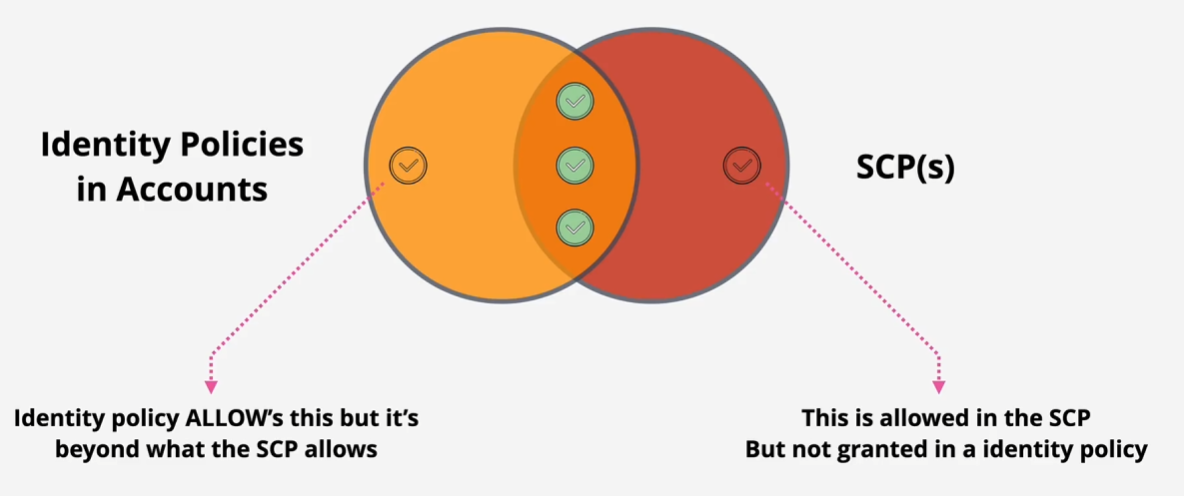 Identity Policies
in Accounts
SCP(s)
Identity policy ALLOW's this but it's
beyond what the SCP allows
This is allowed in the SCP
But not granted in a identity policy